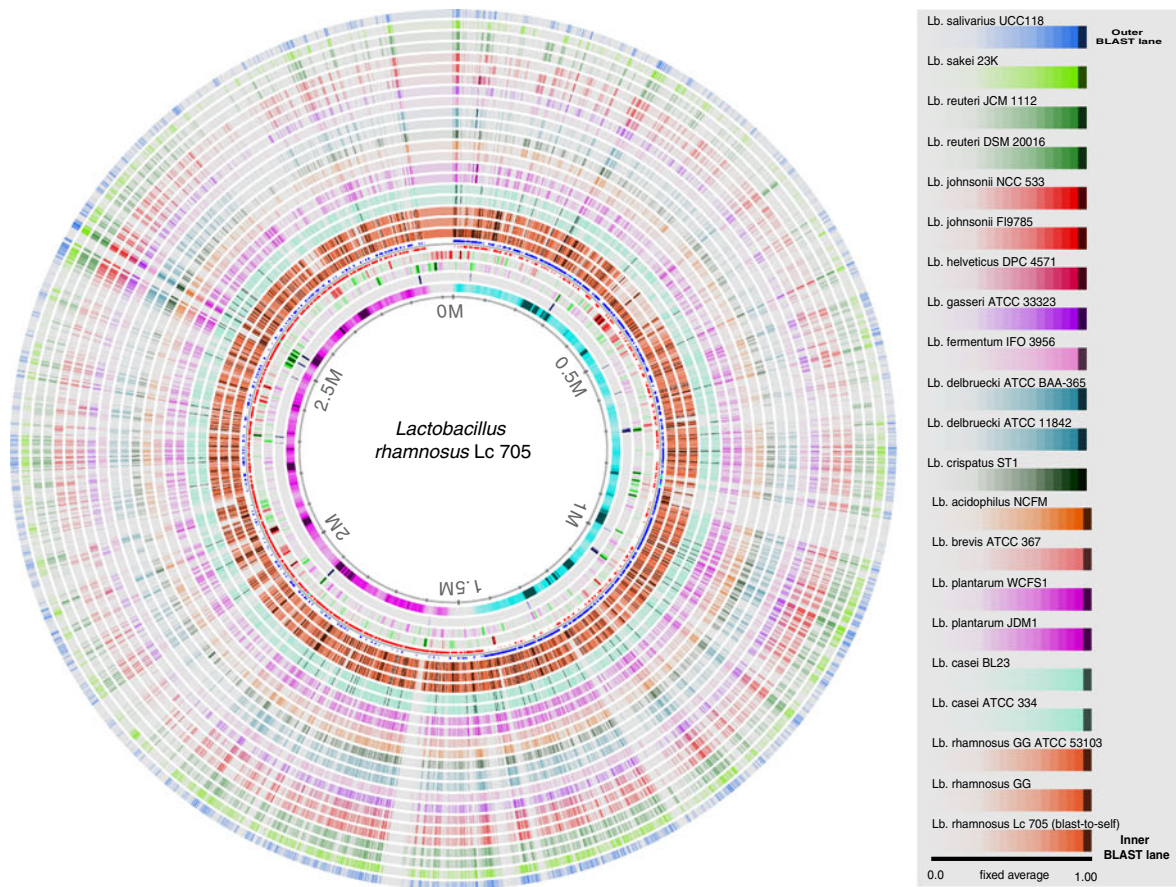 Lb. salivarius UCC118
Outer
BLAST lane
Lb. sakei 23K
Lb. reuteri JCM 1112
Lb. reuteri DSM 20016
Lb. johnsonii NCC 533
Lb. johnsonii FI9785
Lb. helveticus DPC 4571
Lb. gasseri ATCC 33323
Lb. fermentum IFO 3956
Lb. delbruecki ATCC BAA-365
Lb. delbruecki ATCC 11842
Lb. crispatus ST1
Lb. acidophilus NCFM
Lb. brevis ATCC 367
Lb. plantarum WCFS1
Lb. plantarum JDM1
Lb. casei BL23
Lb. casei ATCC 334
Lb. rhamnosus GG ATCC 53103
Lb. rhamnosus GG
Lb. rhamnosus Lc 705 (blast-to-self)
Inner
BLAST lane
0.0 fixed average 1.00
0M
0.5M
1M
1.5M
2M
2.5M
Lactobacillus
rhamnosus Lc 705